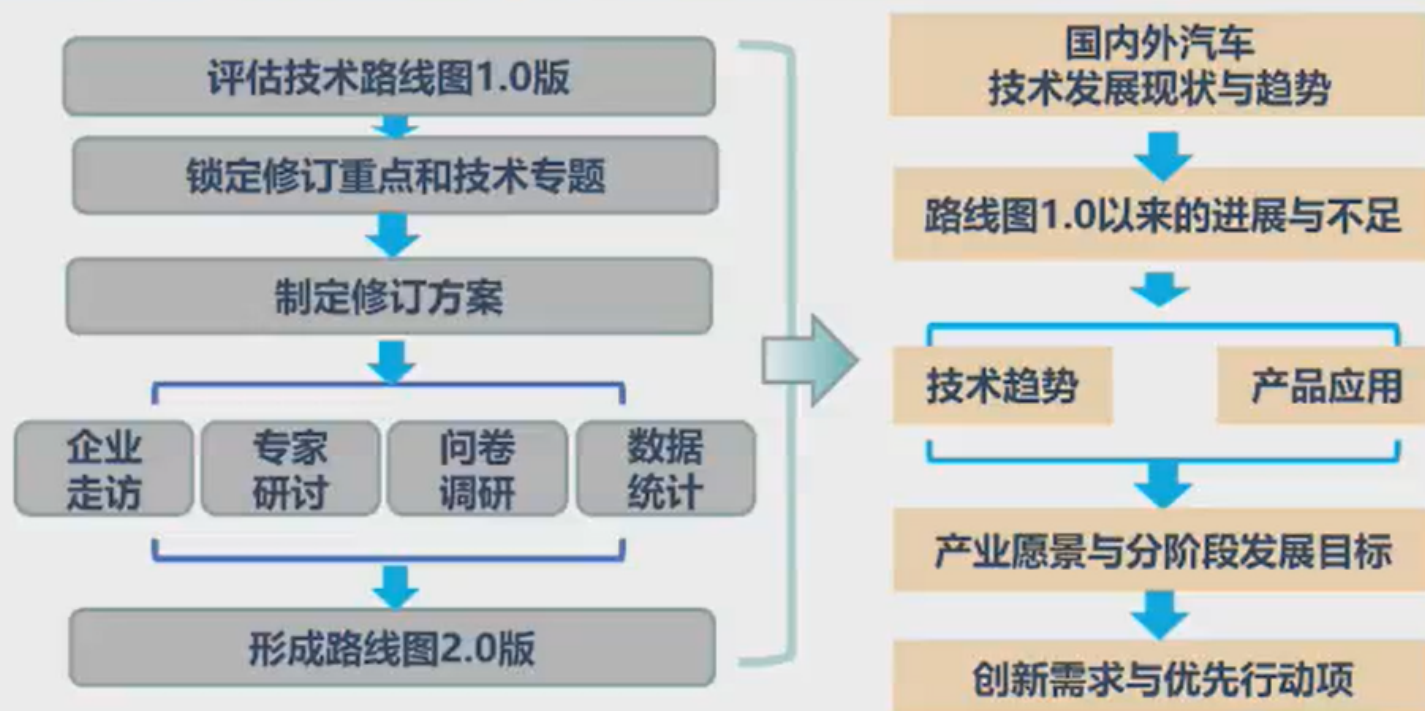 评估技术路线图1.0版
锁定修订重点和技术专题
制定修订方案
企业
走访
专家
研讨
问卷
调研
数据
统计
形成路线图2.0版
国内外汽车
技术发展现状与趋势
路线图1.0以来的进展与不足
技术趋势
产品应用
产业愿景与分阶段发展目标
创新需求与优先行动项